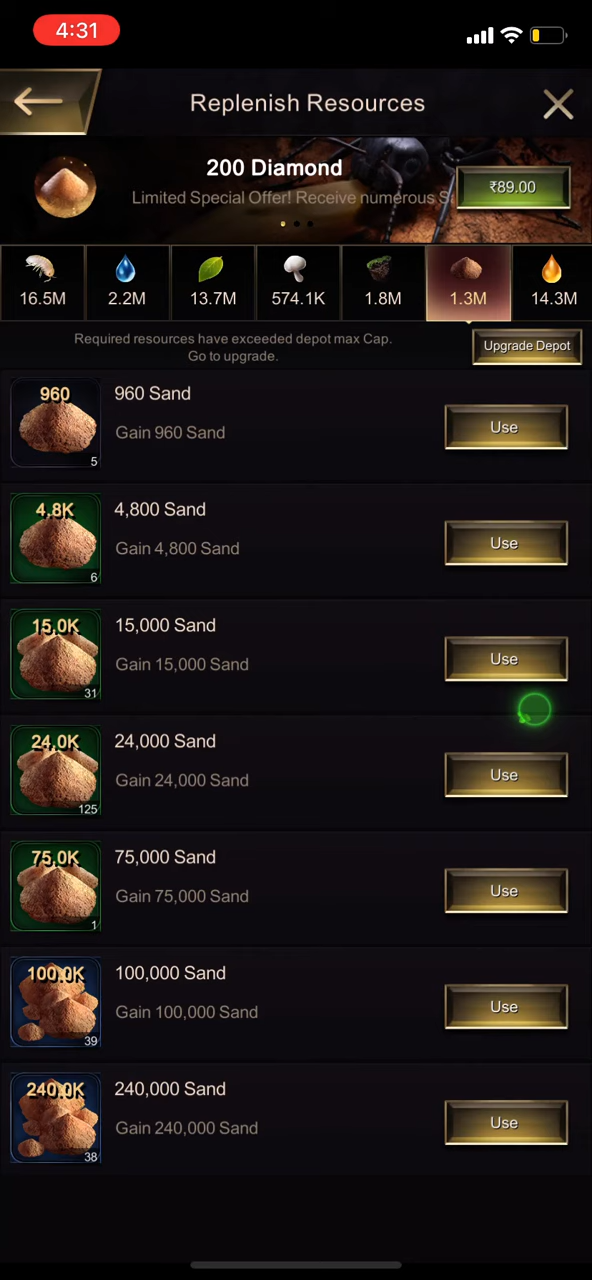 4:31
Replenish Resources
200 Diamond
Limited Special Offer! Receive numerous S
₹89.00
16.5M
2.2M
13.7M
574.1K
1.8M
1.3M
14.3M
Required resources have exceeded depot max Cap.
Go to upgrade.
Upgrade Depot
960
5
960 Sand
Gain 960 Sand
Use
4.8K
6
4,800 Sand
Gain 4,800 Sand
Use
15.0K
31
15,000 Sand
Gain 15,000 Sand
Use
24.0K
125
24,000 Sand
Gain 24,000 Sand
Use
75.0K
1
75,000 Sand
Gain 75,000 Sand
Use
100.0K
39
100,000 Sand
Gain 100,000 Sand
Use
240.0K
38
240,000 Sand
Gain 240,000 Sand
Use